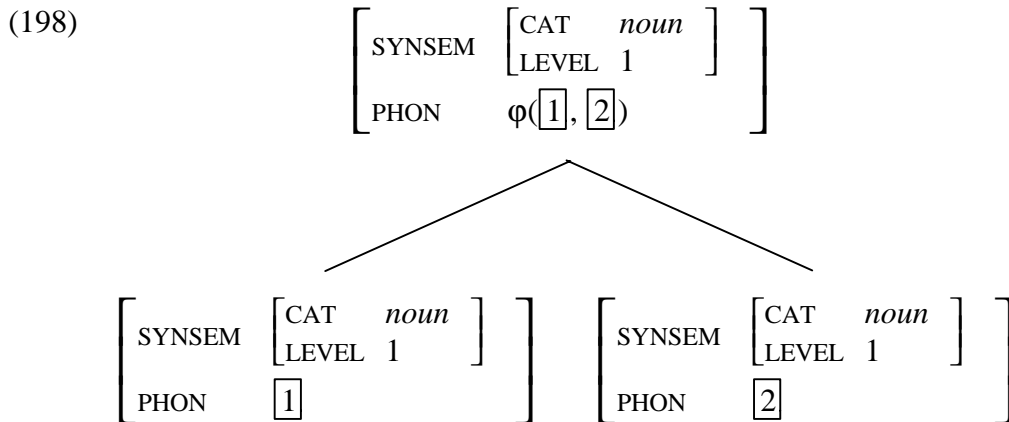 (198)
SYNSEM CAT noun
LEVEL 1
PHON φ(1, 2)
SYNSEM CAT noun SYNSEM CAT noun
LEVEL 1 LEVEL 1
PHON 1 PHON 2